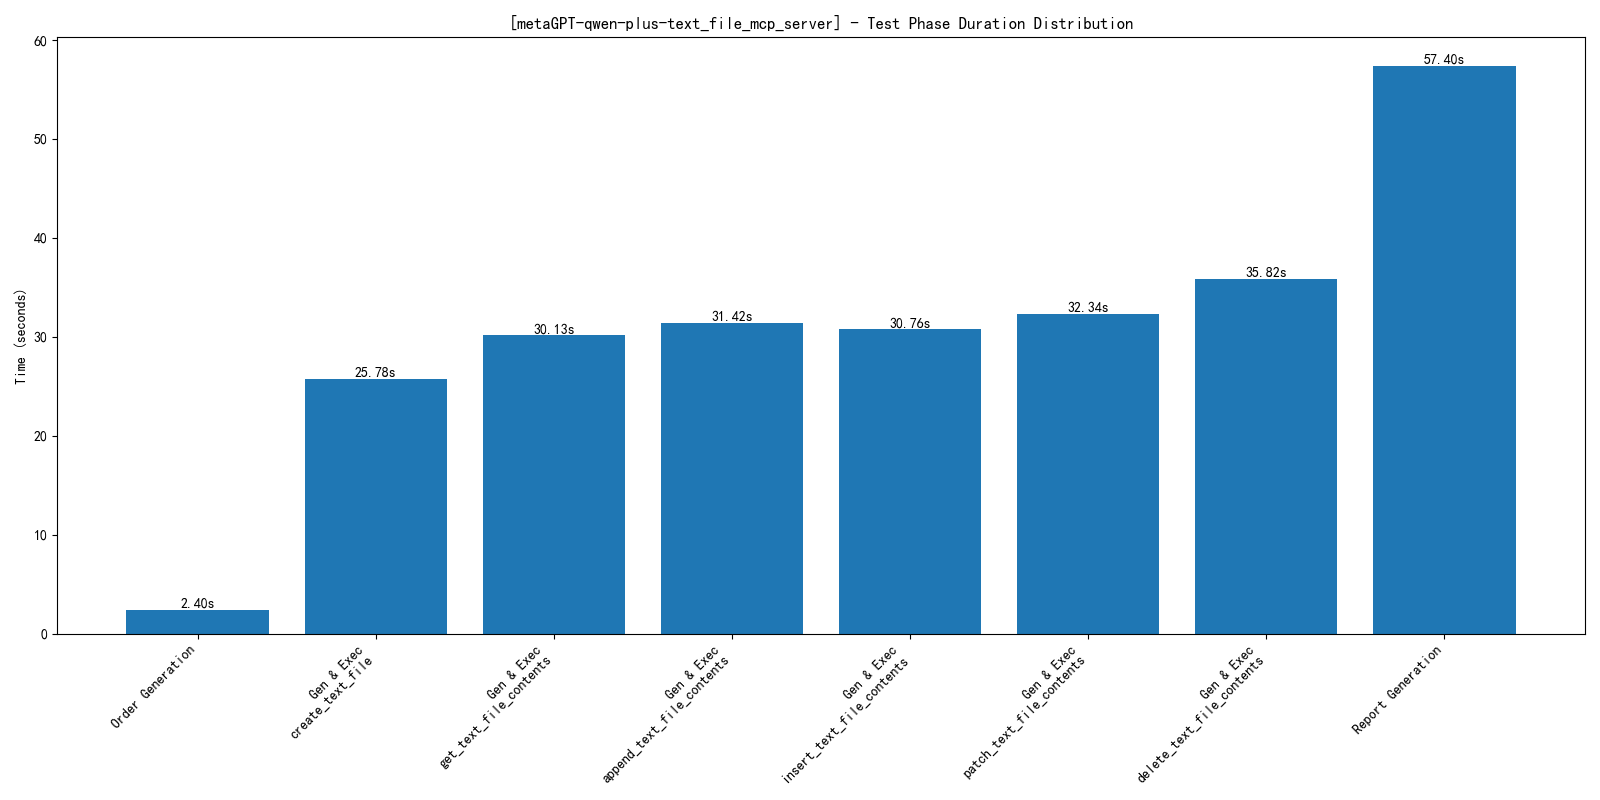 [metaGPT-qwen-plus-text_file_mcp_server] - Test Phase Duration Distribution
Time (seconds)
60
50
40
30
20
10
0
2.40s
25.78s
30.13s
31.42s
30.76s
32.34s
35.82s
57.40s
Order Generation
Gen & Exec
create_text_file
Gen & Exec
get_text_file_contents
Gen & Exec
append_text_file_contents
Gen & Exec
insert_text_file_contents
Gen & Exec
patch_text_file_contents
Gen & Exec
delete_text_file_contents
Report Generation